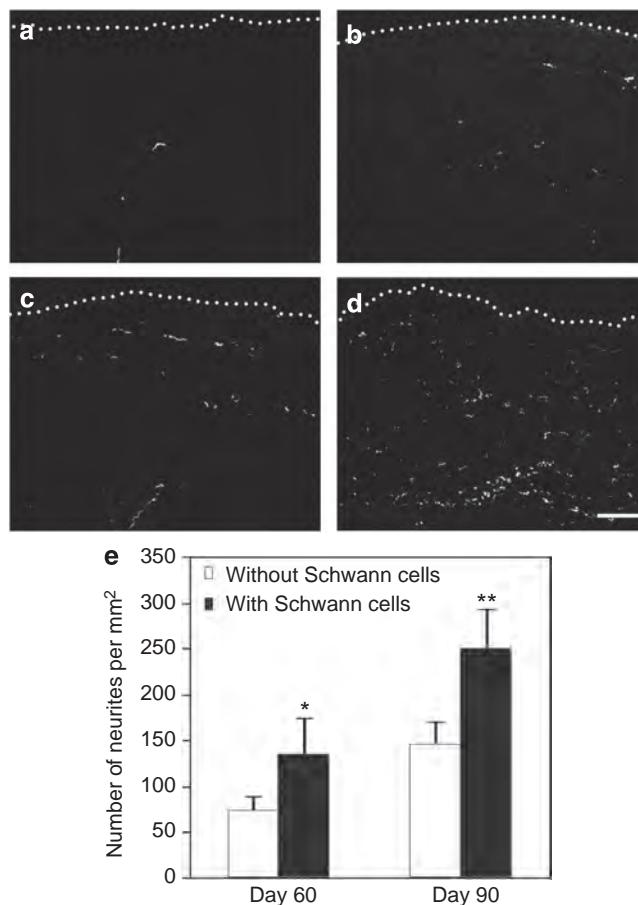 a
b
c
d
e
Number of neurites per mm²
350
300
250
200
150
100
50
0
Without Schwann cells
With Schwann cells
*
**
Day 60
Day 90